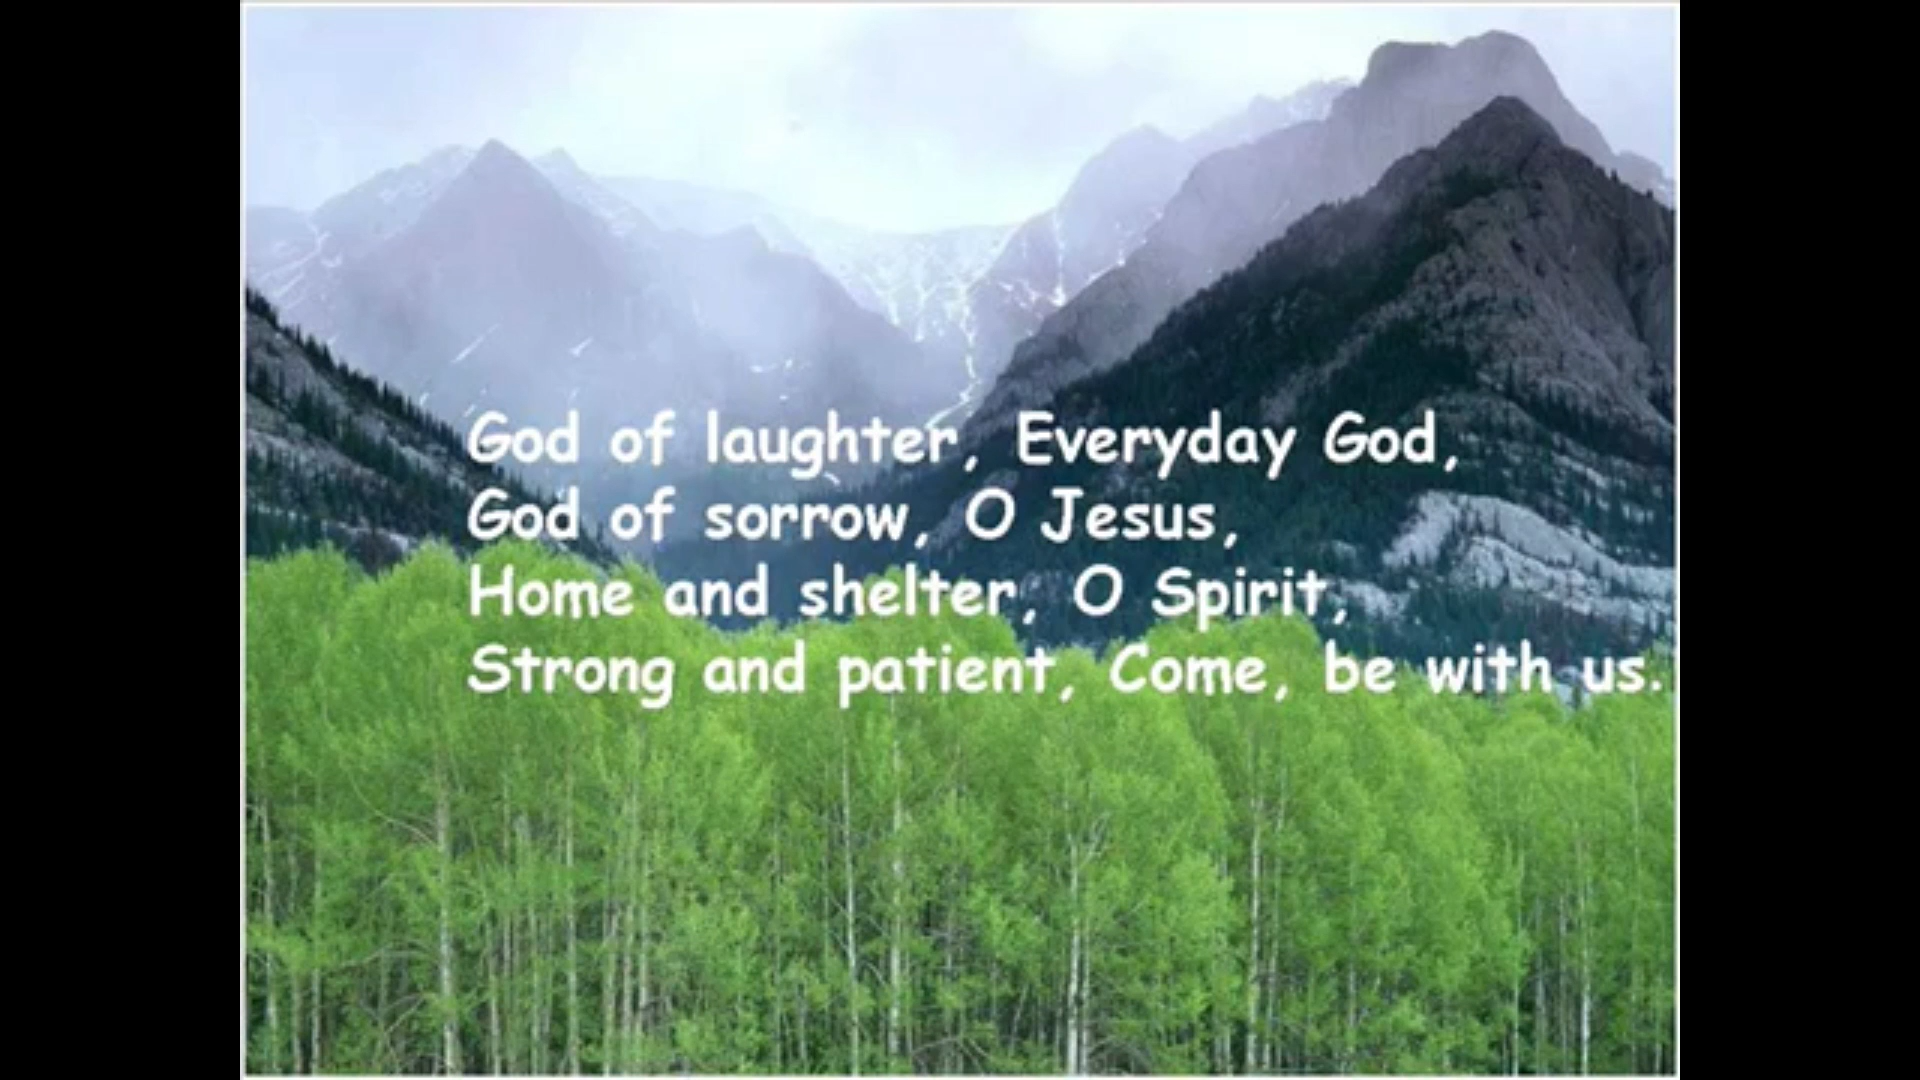 God of laughter, Everyday God,
God of sorrow, O Jesus,
Home and shelter, O Spirit,
Strong and patient, Come, be with us.